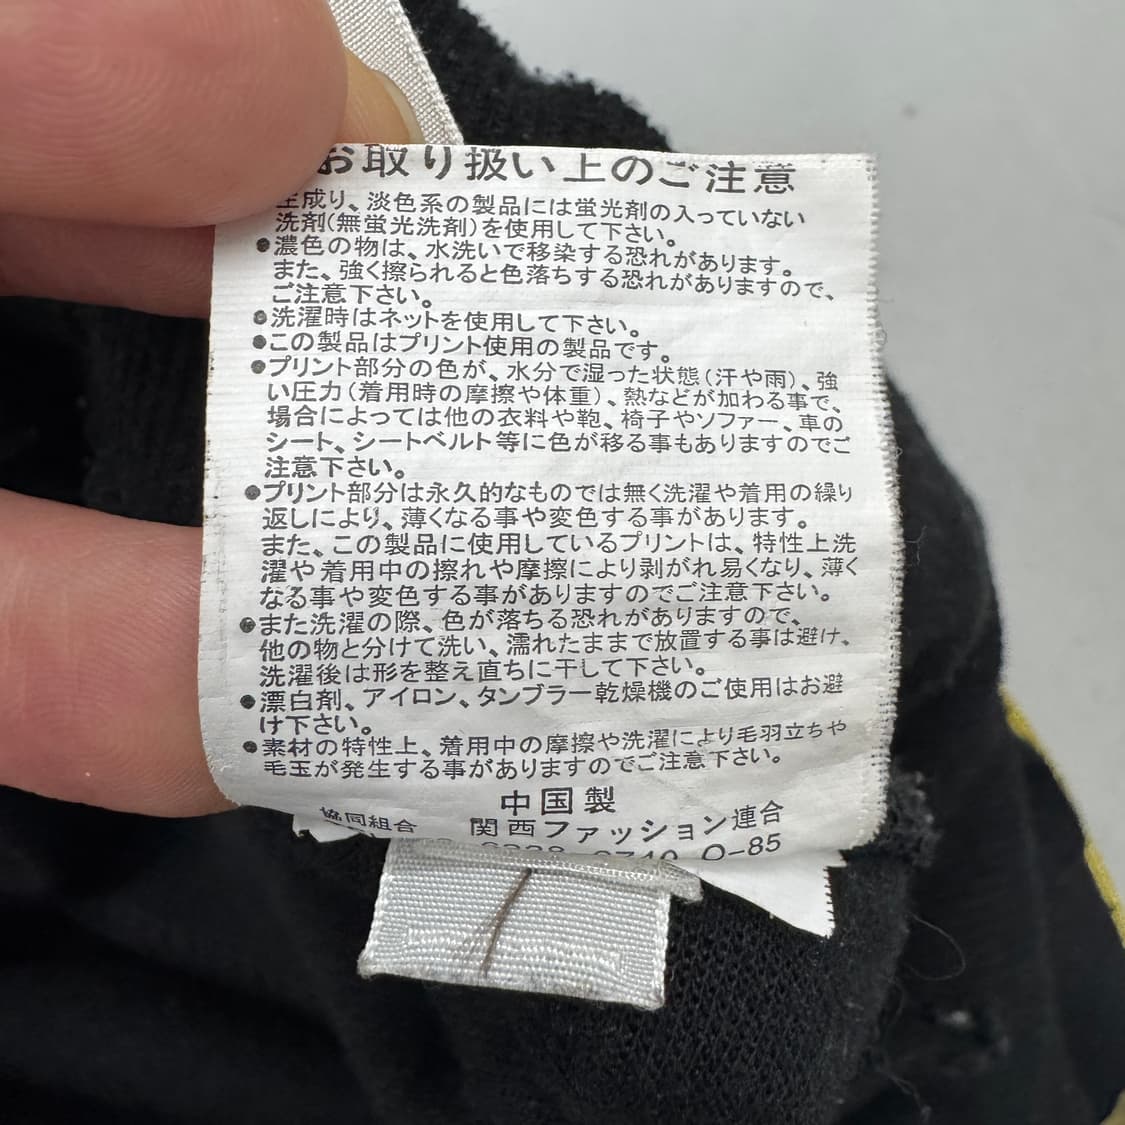 お取り扱い上のご注意
生成り、淡色系の製品には蛍光剤の入っていない
洗剤(無蛍光洗剤)を使用して下さい。
●濃色の物は、水洗いで移染する恐れがあります。
また、強く擦られると色落ちする恐れがありますので、
ご注意下さい。
●洗濯時はネットを使用して下さい。
●この製品はプリント使用の製品です。
●プリント部分の色が、水分で湿った状態(汗や雨)、強
い圧力(着用時の摩擦や体重)、熱などが加わる事で、
場合によっては他の衣料や鞄、椅子やソファー、車の
シート、シートベルト等に色が移る事もありますのでご
注意下さい。
●プリント部分は永久的なものでは無く洗濯や着用の繰り
返しにより、薄くなる事や変色する事があります。
また、この製品に使用しているプリントは、特性上洗
濯や着用中の擦れや摩擦により剥がれ易くなり、薄く
なる事や変色する事がありますのでご注意下さい。
●また洗濯の際、色が落ちる恐れがありますので、
他の物と分けて洗い、濡れたままで放置する事は避け、
洗濯後は形を整え直ちに干して下さい。
●漂白剤、アイロン、タンブラー乾燥機のご使用はお避
け下さい。
●素材の特性上、着用中の摩擦や洗濯により毛羽立ちや
毛玉が発生する事がありますのでご注意下さい。
中国製
協同組合 関西ファッション連合
O-85